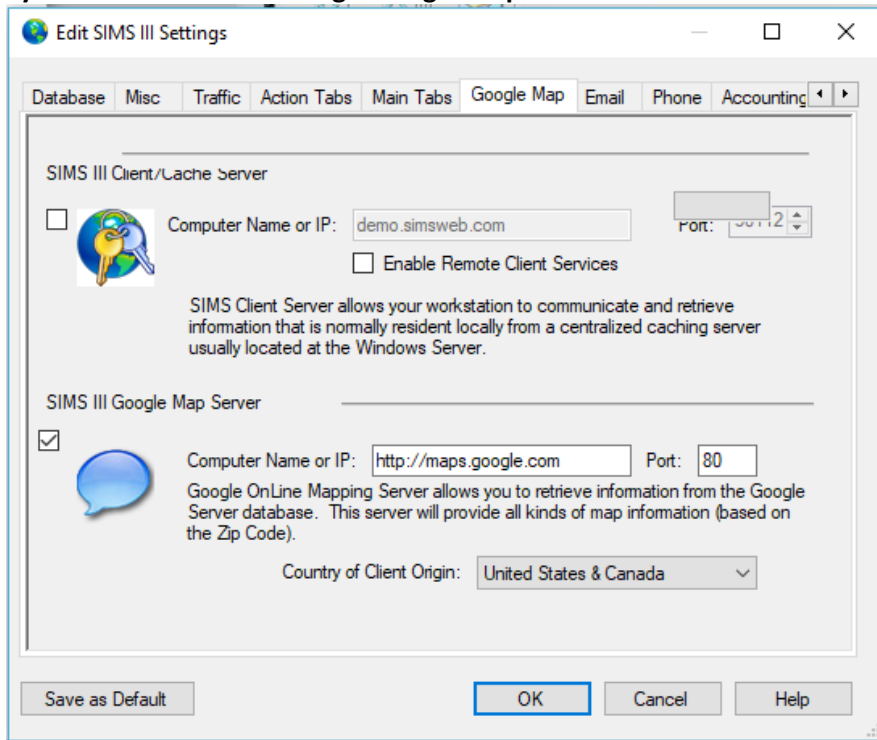 Edit SIMS III Settings
Database Misc Traffic Action Tabs Main Tabs Google Map Email Phone Accounting
SIMS III Client/Cache Server
Computer Name or IP: demo.simsweb.com Port:
Enable Remote Client Services
SIMS Client Server allows your workstation to communicate and retrieve
information that is normally resident locally from a centralized caching server
usually located at the Windows Server.
SIMS III Google Map Server
Computer Name or IP: http://maps.google.com Port: 80
Google OnLine Mapping Server allows you to retrieve information from the Google
Server database. This server will provide all kinds of map information (based on
the Zip Code).
Country of Client Origin: United States & Canada
Save as Default OK Cancel Help